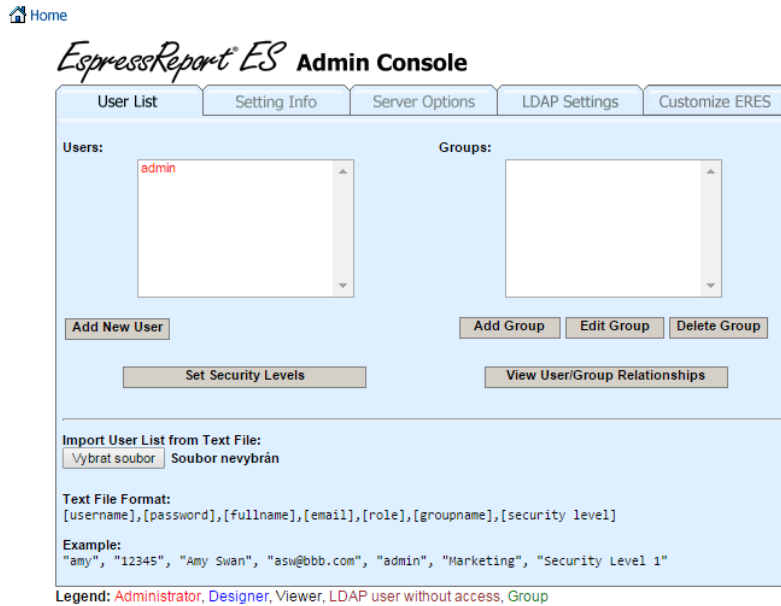 Home
EspressReport® ES Admin Console
User List Setting Info Server Options LDAP Settings Customize ERES
Users: Groups:
admin
Add New User Add Group Edit Group Delete Group
Set Security Levels View User/Group Relationships
Import User List from Text File:
Vybrat soubor Soubor nevybrán
Text File Format:
[username],[password],[fullname],[email],[role],[groupname],[security level]
Example:
"amy", "12345", "Amy Swan", "asw@bbb.com", "admin", "Marketing", "Security Level 1"
Legend: Administrator, Designer, Viewer, LDAP user without access, Group